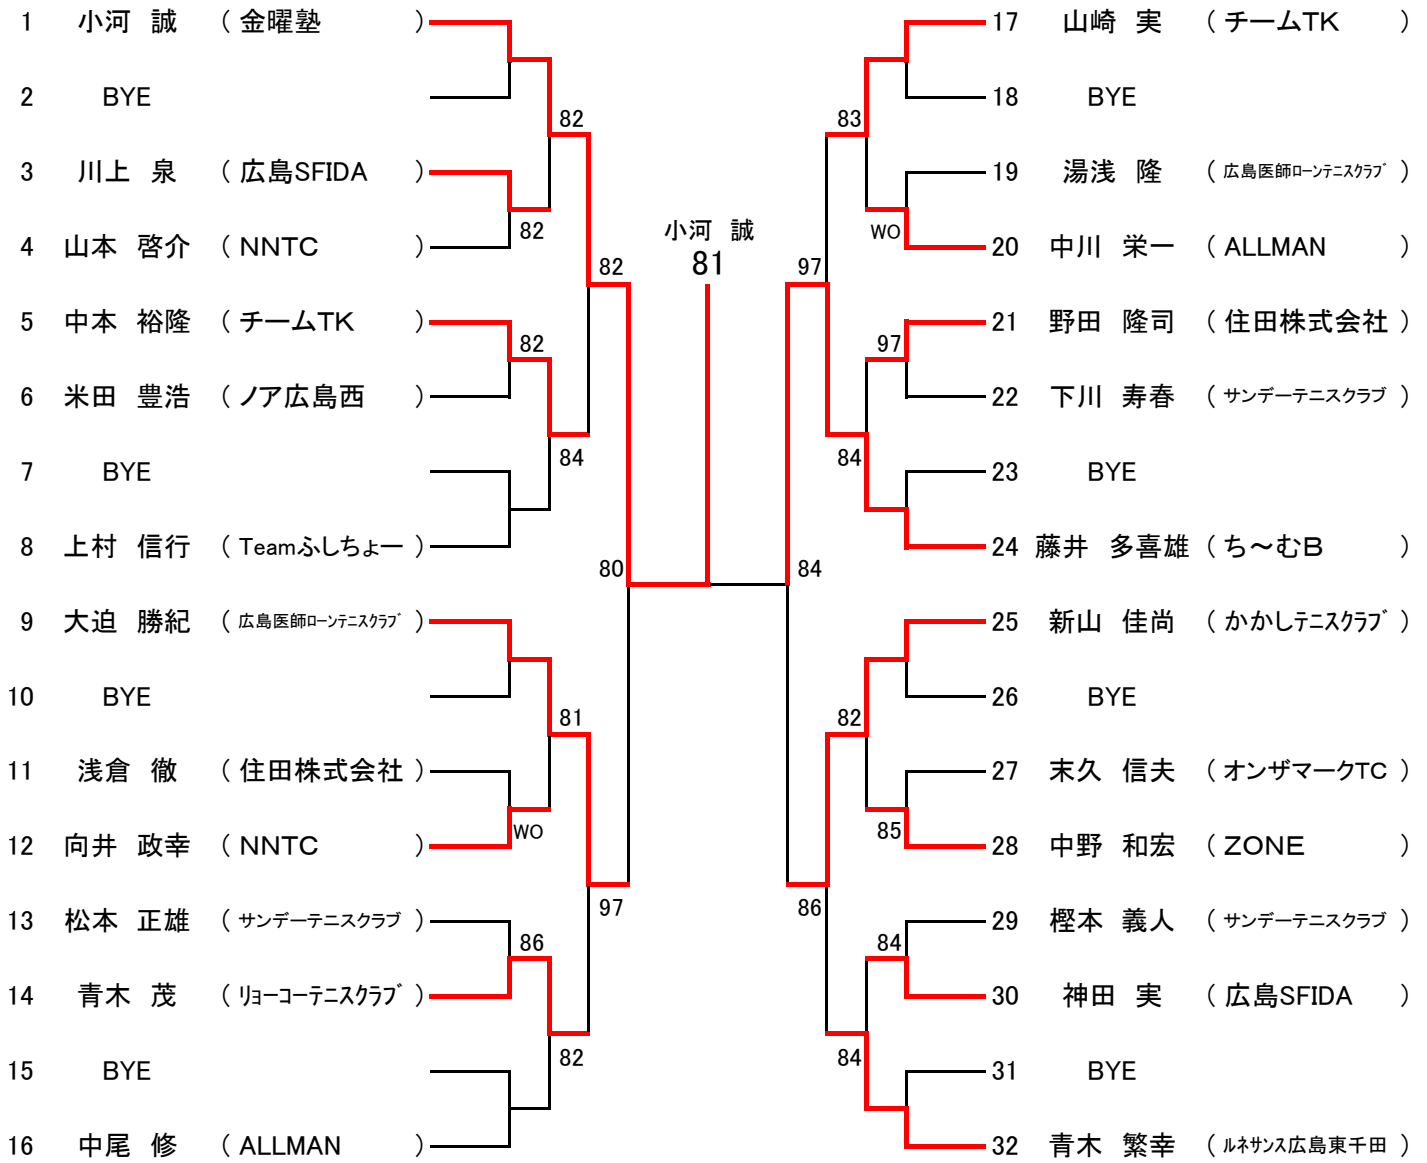 1 小河 誠 ( 金曜塾 )
2 BYE
82
3 川上 泉 ( 広島SFIDA )
82
4 山本 啓介 ( NNTC )
82
5 中本 裕隆 ( チームTK )
82
6 米田 豊浩 ( ノア広島西 )
84
7 BYE
8 上村 信行 ( Teamふしちょー )
80
9 大迫 勝紀 ( 広島医師ローンテニスクラブ )
10 BYE
81
11 浅倉 徹 ( 住田株式会社 )
WO
12 向井 政幸 ( NNTC )
97
13 松本 正雄 ( サンデーテニスクラブ )
86
14 青木 茂 ( リョーコーテニスクラブ )
82
15 BYE
16 中尾 修 ( ALLMAN )
小河 誠
81
17 山崎 実 ( チームTK )
18 BYE
83
19 湯浅 隆 ( 広島医師ローンテニスクラブ )
WO
20 中川 栄一 ( ALLMAN )
97
21 野田 隆司 ( 住田株式会社 )
97
22 下川 寿春 ( サンデーテニスクラブ )
84
23 BYE
24 藤井 多喜雄 ( ち～むB )
84
25 新山 佳尚 ( かかしテニスクラブ )
26 BYE
82
27 末久 信夫 ( オンザマークTC )
85
28 中野 和宏 ( ZONE )
86
29 樫本 義人 ( サンデーテニスクラブ )
84
30 神田 実 ( 広島SFIDA )
84
31 BYE
32 青木 繁幸 ( ルネサンス広島東千田 )